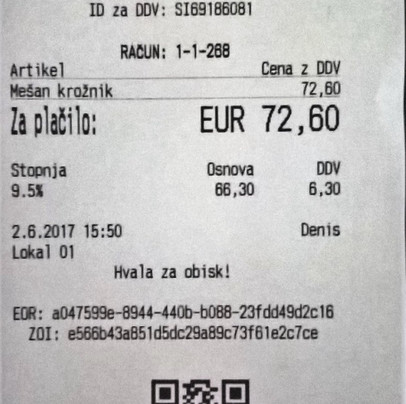 ID za DDV: SI69186081
RAČUN: 1-1-268
Artikel Cena z DDV
Mešan krožnik 72,60
Za plačilo: EUR 72,60
Stopnja Osnova DDV
9.5% 66,30 6,30
2.6.2017 15:50 Denis
Lokal 01
Hvala za obisk!
EOR: a047599e-8944-440b-b088-23fdd49d2c16
ZOI: e566b43a851d5dc29a89c73f61e2c7ce